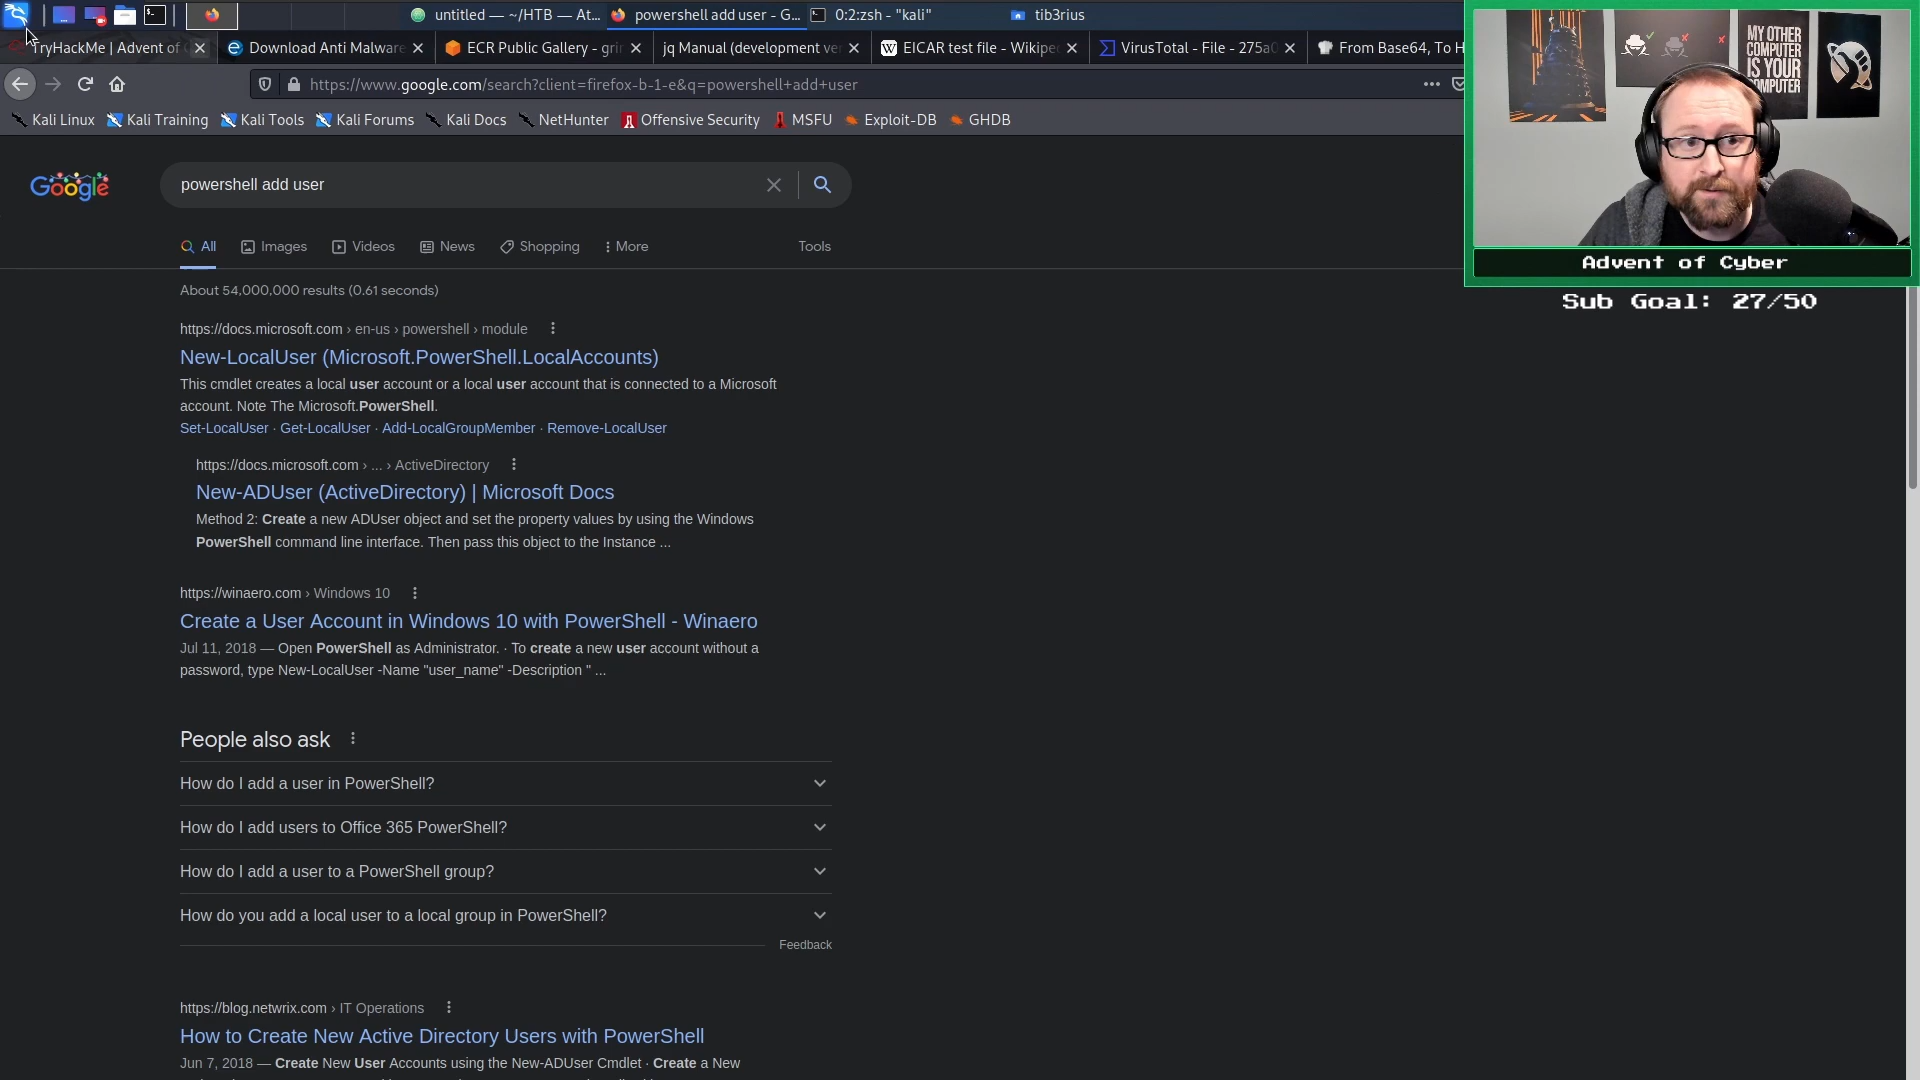 untitled — ~/HTB — At...
powershell add user - G...
0:2:zsh - "kali"
tib3rius
TryHackMe | Advent of
Download Anti Malware
ECR Public Gallery - gri
jq Manual (development ve
EICAR test file - Wikipe
VirusTotal - File - 275a0
From Base64, To H
https://www.google.com/search?client=firefox-b-1-e&q=powershell+add+user
Kali Linux
Kali Training
Kali Tools
Kali Forums
Kali Docs
NetHunter
Offensive Security
MSFU
Exploit-DB
GHDB
MY OTHER
COMPUTER
IS YOUR
COMPUTER
Advent of Cyber
Sub Goal: 27/50
Google
powershell add user
All
Images
Videos
News
Shopping
More
Tools
About 54,000,000 results (0.61 seconds)
https://docs.microsoft.com › en-us › powershell › module
New-LocalUser (Microsoft.PowerShell.LocalAccounts)
This cmdlet creates a local user account or a local user account that is connected to a Microsoft
account. Note The Microsoft.PowerShell.
Set-LocalUser · Get-LocalUser · Add-LocalGroupMember · Remove-LocalUser
https://docs.microsoft.com › ... › ActiveDirectory
New-ADUser (ActiveDirectory) | Microsoft Docs
Method 2: Create a new ADUser object and set the property values by using the Windows
PowerShell command line interface. Then pass this object to the Instance ...
https://winaero.com › Windows 10
Create a User Account in Windows 10 with PowerShell - Winaero
Jul 11, 2018 — Open PowerShell as Administrator. · To create a new user account without a
password, type New-LocalUser -Name "user_name" -Description " ...
People also ask
How do I add a user in PowerShell?
How do I add users to Office 365 PowerShell?
How do I add a user to a PowerShell group?
How do you add a local user to a local group in PowerShell?
Feedback
https://blog.netwrix.com › IT Operations
How to Create New Active Directory Users with PowerShell
Jun 7, 2018 — Create New User Accounts using the New-ADUser Cmdlet · Create a New